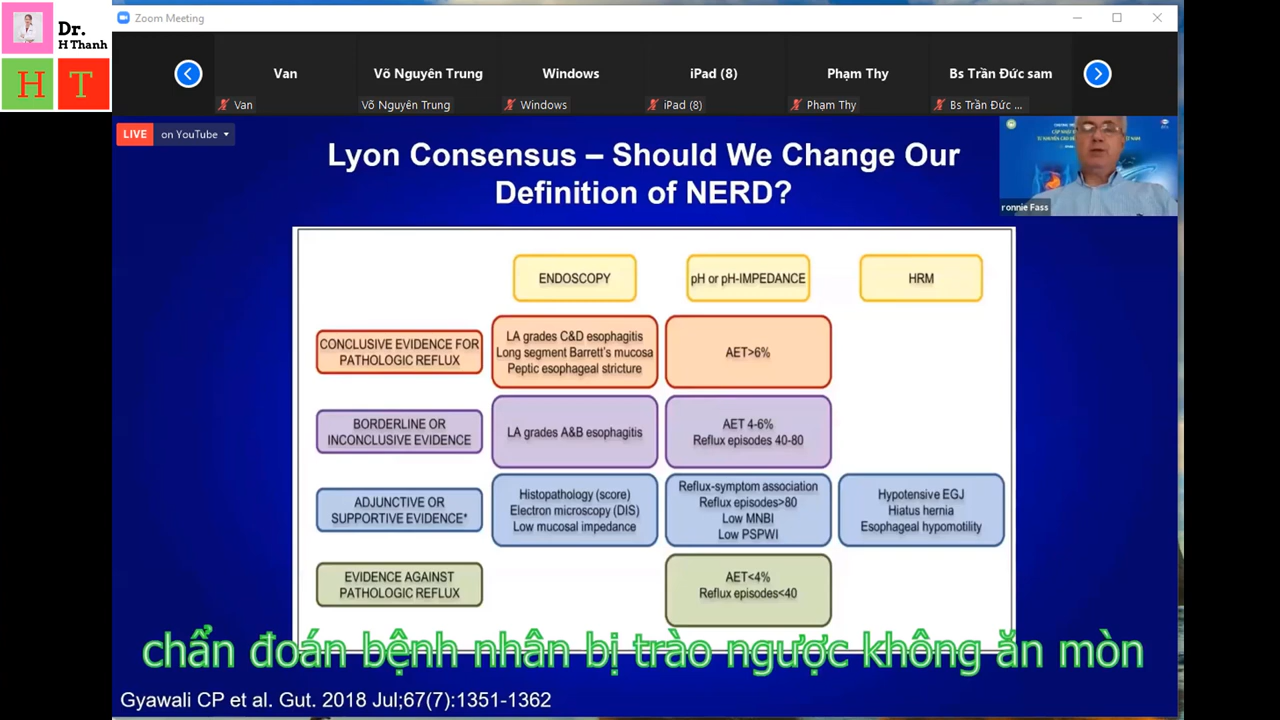 Dr.
H Thanh
H T
Zoom Meeting
Van
Võ Nguyên Trung
Windows
iPad (8)
Phạm Thy
Bs Trần Đức sam
Van
Võ Nguyên Trung
Windows
iPad (8)
Phạm Thy
Bs Trần Đức ...
LIVE on YouTube
ronnie Fass
Lyon Consensus – Should We Change Our
Definition of NERD?
ENDOSCOPY
pH or pH-IMPEDANCE
HRM
CONCLUSIVE EVIDENCE FOR
PATHOLOGIC REFLUX
LA grades C&D esophagitis
Long segment Barrett's mucosa
Peptic esophageal stricture
AET>6%
BORDERLINE OR
INCONCLUSIVE EVIDENCE
LA grades A&B esophagitis
AET 4-6%
Reflux episodes 40-80
ADJUNCTIVE OR
SUPPORTIVE EVIDENCE*
Histopathology (score)
Electron microscopy (DIS)
Low mucosal impedance
Reflux-symptom association
Reflux episodes>80
Low MNBI
Low PSPWI
Hypotensive EGJ
Hiatus hernia
Esophageal hypomotility
EVIDENCE AGAINST
PATHOLOGIC REFLUX
AET<4%
Reflux episodes<40
chẩn đoán bệnh nhân bị trào ngược không ăn mòn
Gyawali CP et al. Gut. 2018 Jul;67(7):1351-1362